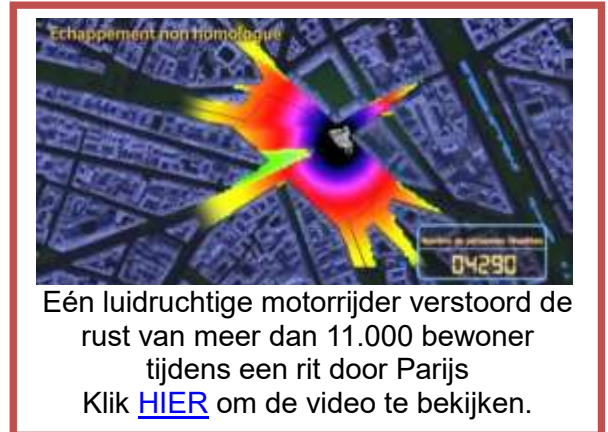 Echappement non homologué
04290
Eén luidruchtige motorrijder verstoord de
rust van meer dan 11.000 bewoner
tijdens een rit door Parijs
Klik HIER om de video te bekijken.